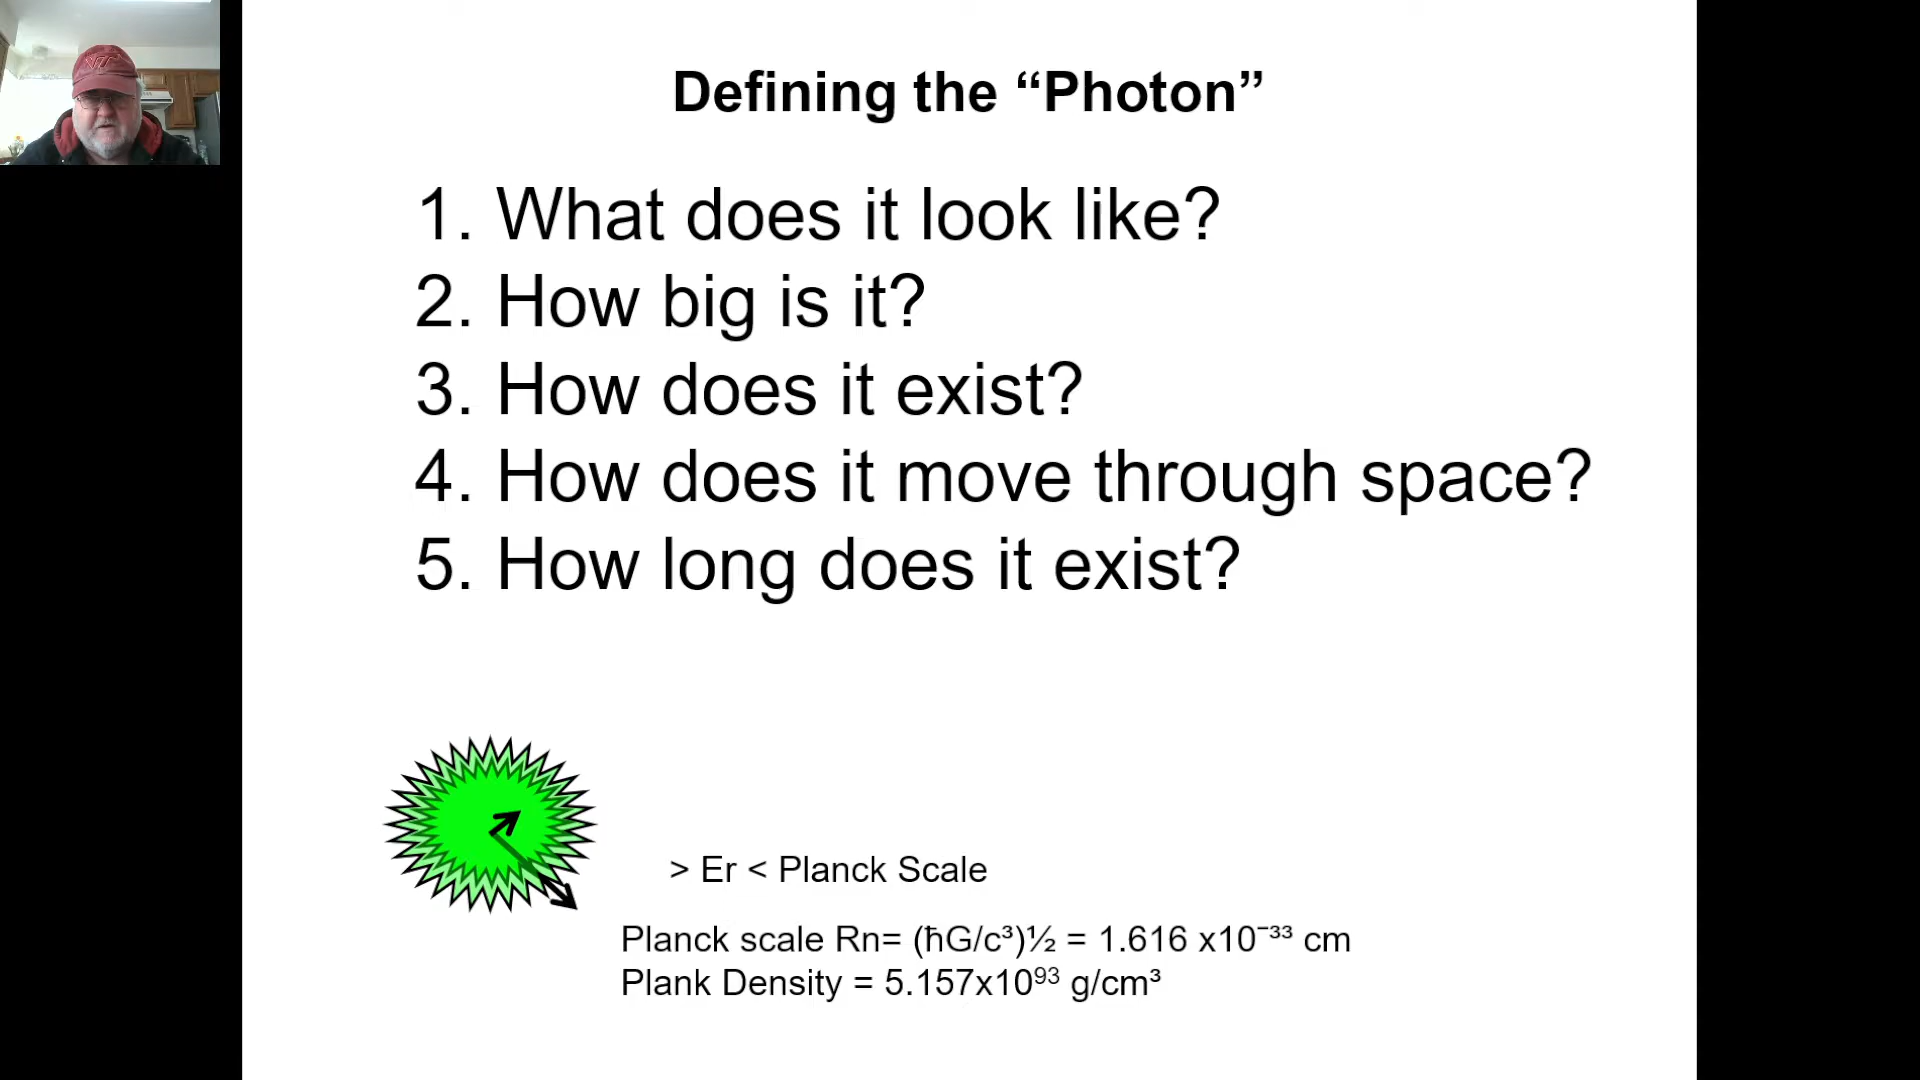 VT
Defining the “Photon”
1. What does it look like?
2. How big is it?
3. How does it exist?
4. How does it move through space?
5. How long does it exist?
> Er < Planck Scale
Planck scale Rn= (ħG/c³)½ = 1.616 x10⁻³³ cm
Plank Density = 5.157x10⁹³ g/cm³